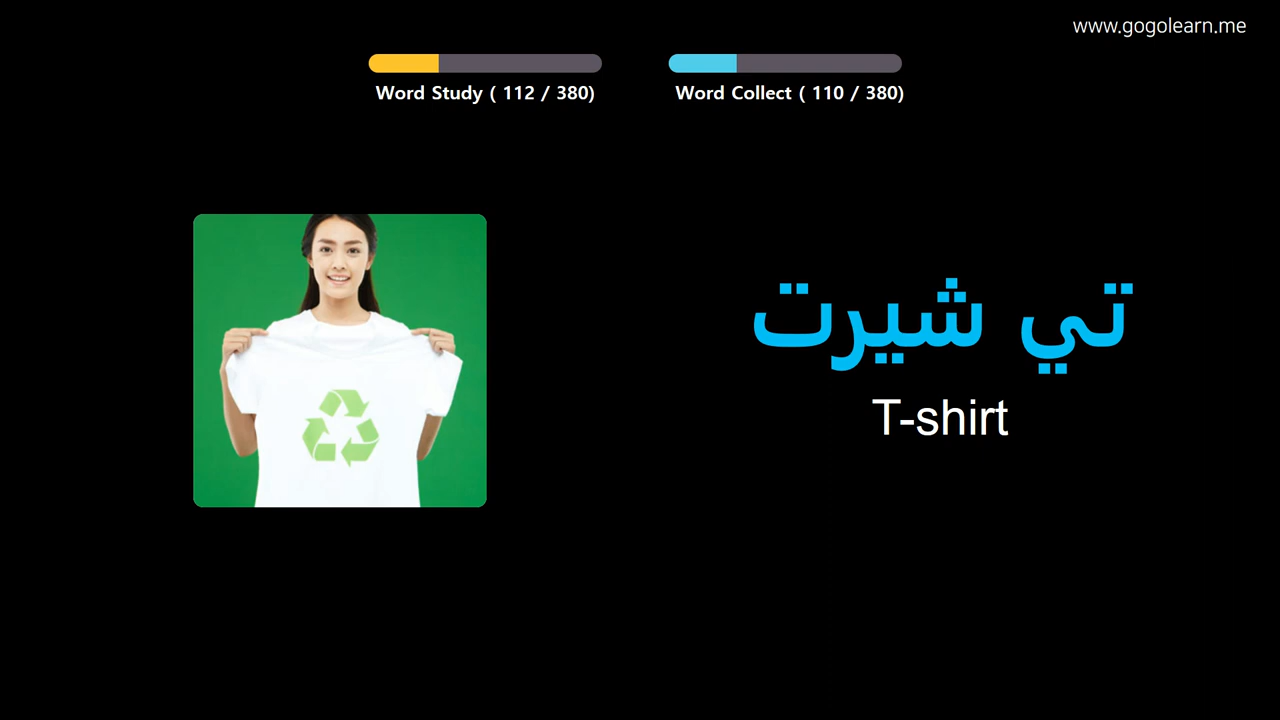 www.gogolearn.me
Word Study ( 112 / 380)
Word Collect ( 110 / 380)
تي شيرت
T-shirt